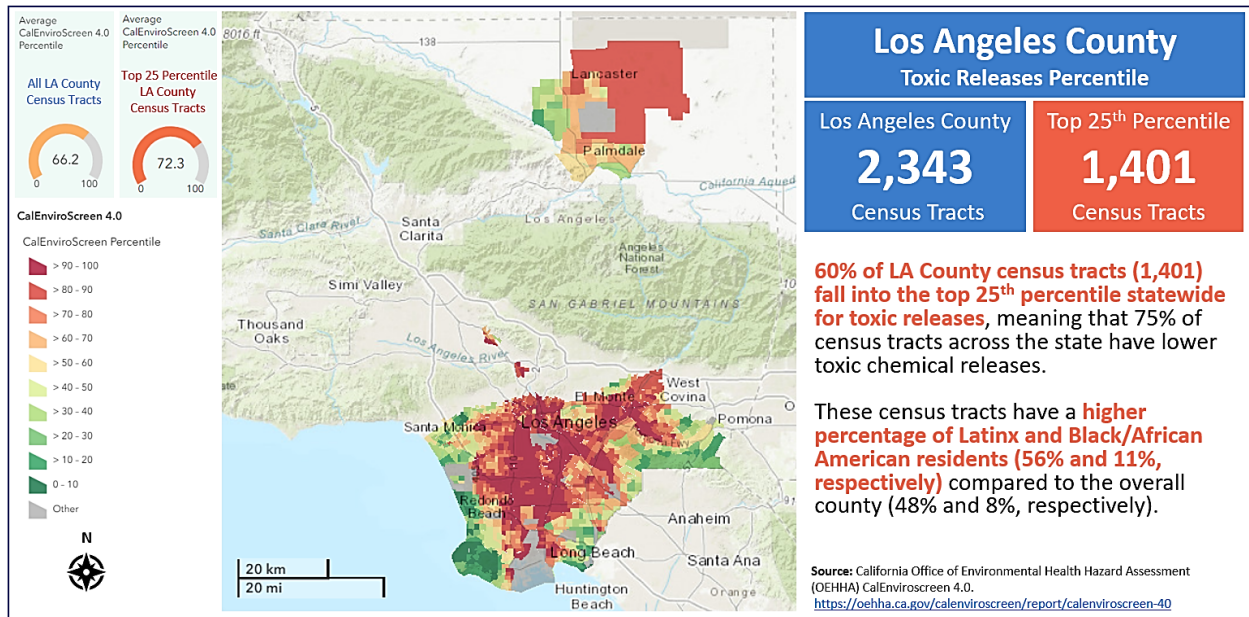 Average
CalEnviroScreen 4.0
Percentile
All LA County
Census Tracts
66.2
0
100
Average
CalEnviroScreen 4.0
Percentile
Top 25 Percentile
LA County
Census Tracts
72.3
0
100
CalEnviroScreen 4.0
CalEnviroScreen Percentile
> 90 - 100
> 80 - 90
> 70 - 80
> 60 - 70
> 50 - 60
> 40 - 50
> 30 - 40
> 20 - 30
> 10 - 20
0 - 10
Other
N
8016 ft
138
5
Lancaster
Palmdale
California Aqued
Los Angeles
Santa Clara River
Santa
Clarita
Angeles
National
Forest
Simi Valley
SAN GABRIEL MOUNTAINS
Thousand
Oaks
Los Angeles River
2
West
Covina
El Monte
Pomona
Santa Monica
Los Angeles
Redondo
Beach
Anaheim
Long Beach
Santa Ana
Huntington
Beach
Orange
20 km
20 mi
Los Angeles County
Toxic Releases Percentile
Los Angeles County
2,343
Census Tracts
Top 25th Percentile
1,401
Census Tracts
60% of LA County census tracts (1,401)
fall into the top 25th percentile statewide
for toxic releases, meaning that 75% of
census tracts across the state have lower
toxic chemical releases.
These census tracts have a higher
percentage of Latinx and Black/African
American residents (56% and 11%,
respectively) compared to the overall
county (48% and 8%, respectively).
Source: California Office of Environmental Health Hazard Assessment
(OEHHA) CalEnviroscreen 4.0.
https://oehha.ca.gov/calenviroscreen/report/calenviroscreen-40